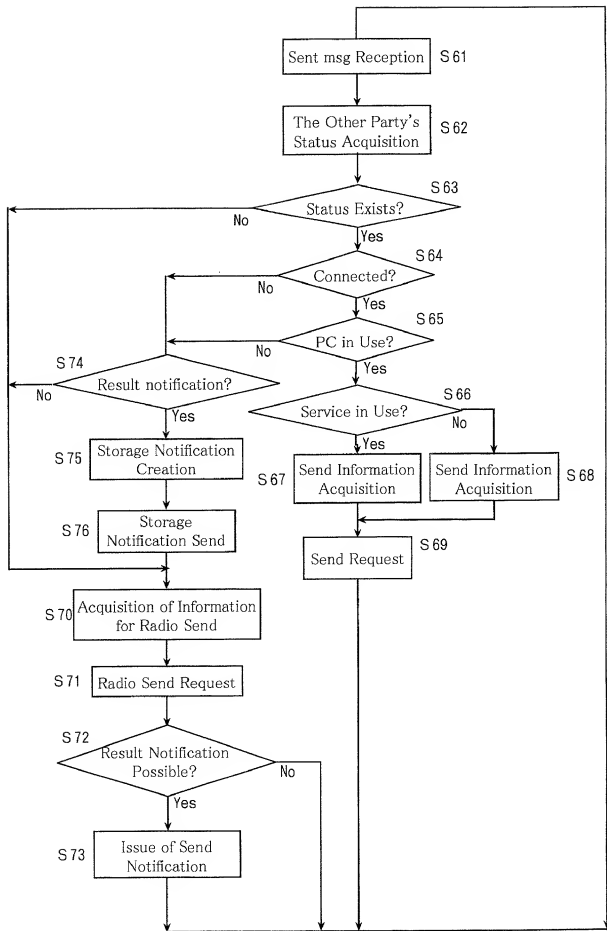 Sent msg Reception
S61
The Other Party's
Status Acquisition
S62
S63
Status Exists?
No
Yes
S64
Connected?
No
Yes
S65
PC in Use?
No
Yes
S74
Result notification?
No
Yes
S66
Service in Use?
No
Yes
S75
Storage Notification
Creation
S67
Send Information
Acquisition
Send Information
Acquisition
S68
S76
Storage
Notification Send
S69
Send Request
S70
Acquisition of Information
for Radio Send
S71
Radio Send Request
S72
Result Notification
Possible?
No
Yes
S73
Issue of Send
Notification